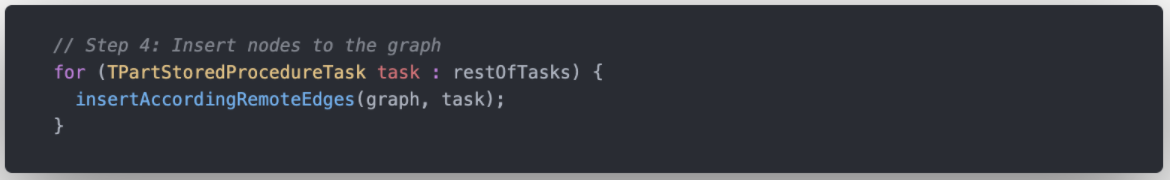 // Step 4: Insert nodes to the graph
for (TPartStoredProcedureTask task : restOfTasks) {
  insertAccordingRemoteEdges(graph, task);
}